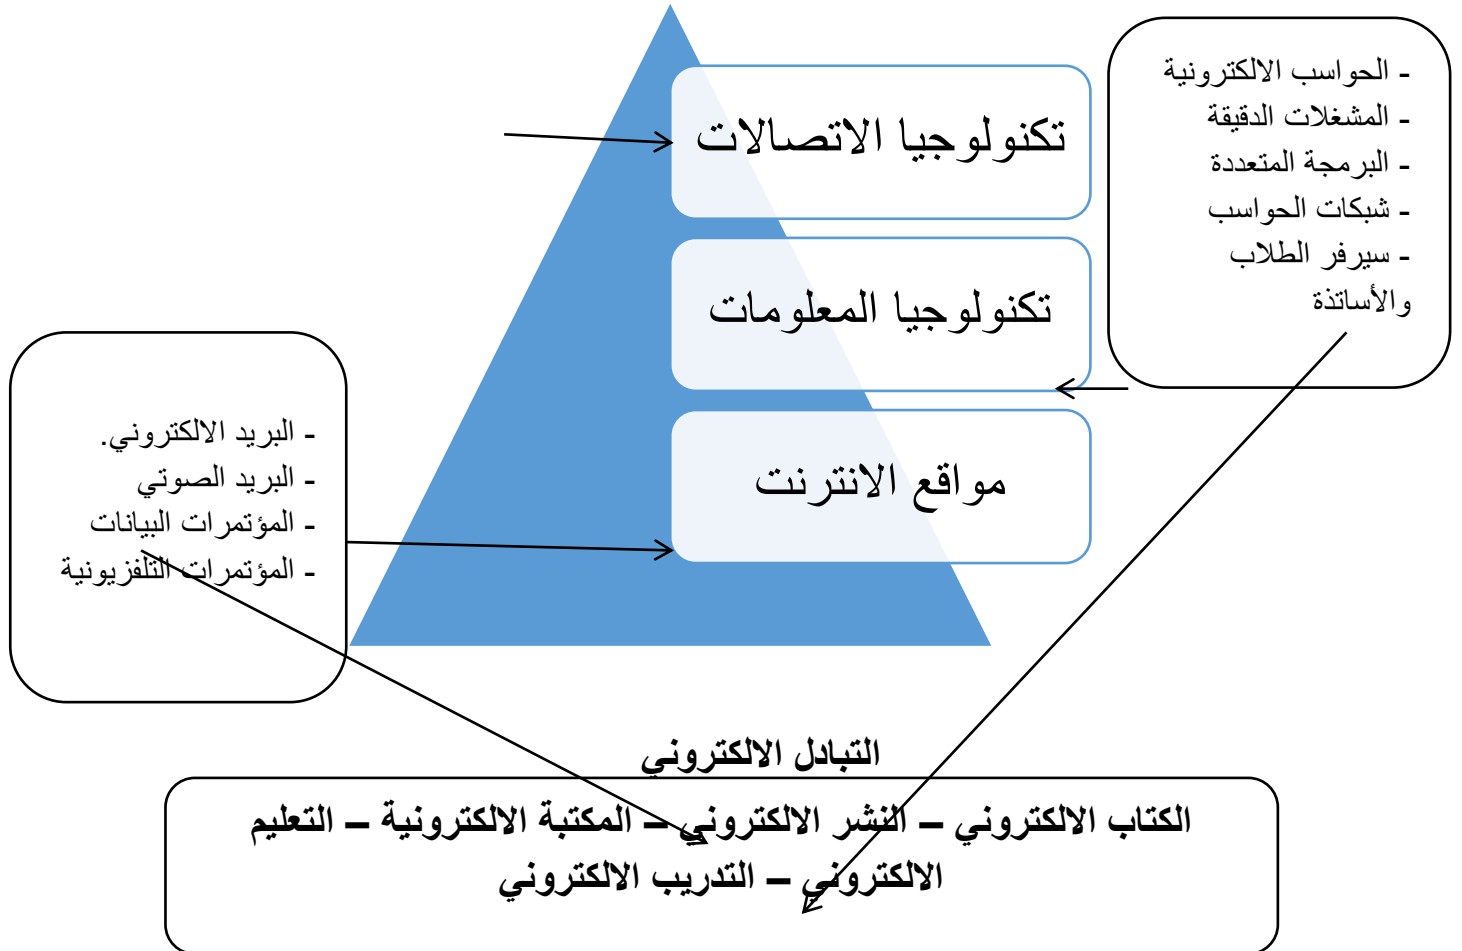 تكنولوجيا الاتصالات
تكنولوجيا المعلومات
مواقع الانترنت
- الحواسب الالكترونية
- المشغلات الدقيقة
- البرمجة المتعددة
- شبكات الحواسب
- سيرفر الطلاب
والأساتذة
- البريد الالكتروني.
- البريد الصوتي
- المؤتمرات البيانات
- المؤتمرات التلفزيونية
التبادل الالكتروني
الكتاب الالكتروني – النشر الالكتروني – المكتبة الالكترونية – التعليم
الالكتروني – التدريب الالكتروني